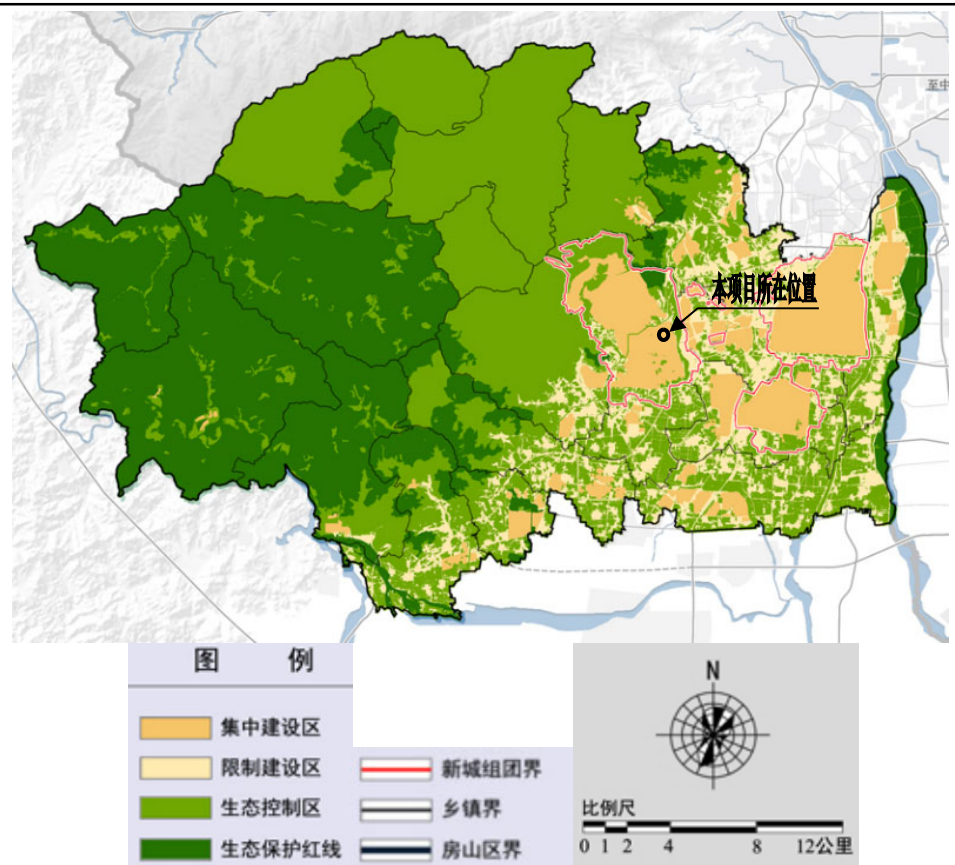 至中
本项目所在位置
图 例
集中建设区
限制建设区
生态控制区
生态保护红线
新城组团界
乡镇界
房山区界
N
比例尺
0 1 2 4 8 12公里